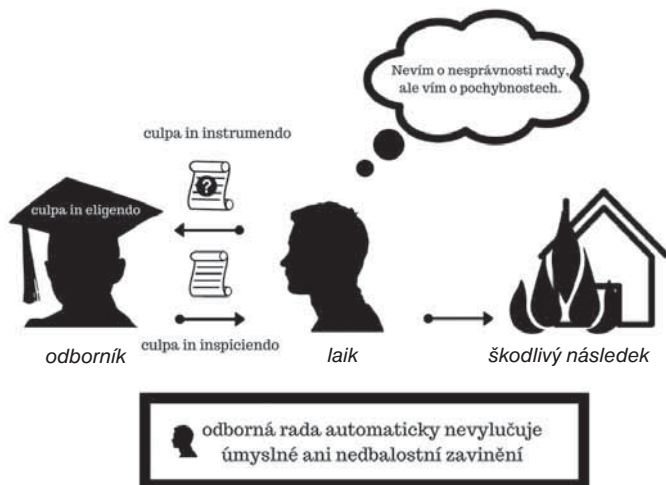 Nevím o nesprávnosti rady,
ale vím o pochybnostech.
culpa in instrumendo
?
culpa in eligendo
culpa in inspiciendo
odborník
laik
škodlivý následek
odborná rada automaticky nevylučuje
úmyslné ani nedbalostní zavinění